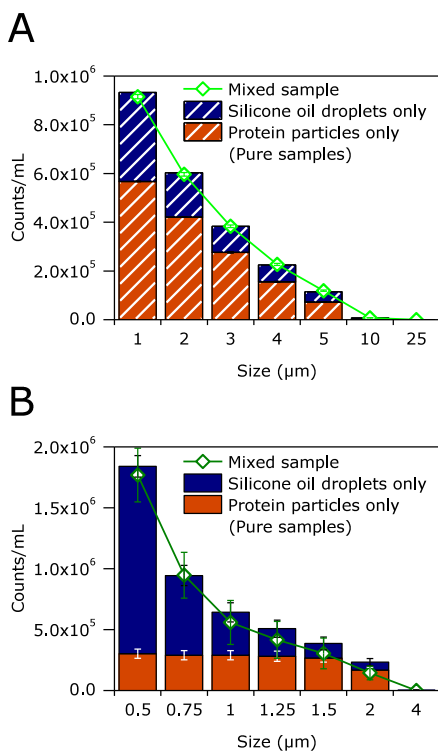 A
1.0x10⁶
8.0x10⁵
6.0x10⁵
4.0x10⁵
2.0x10⁵
0.0
Counts/mL
Mixed sample
Silicone oil droplets only
Protein particles only
(Pure samples)
1 2 3 4 5 10 25
Size (µm)
B
2.0x10⁶
1.5x10⁶
1.0x10⁶
5.0x10⁵
0.0
Counts/mL
Mixed sample
Silicone oil droplets only
Protein particles only
(Pure samples)
0.5 0.75 1 1.25 1.5 2 4
Size (µm)